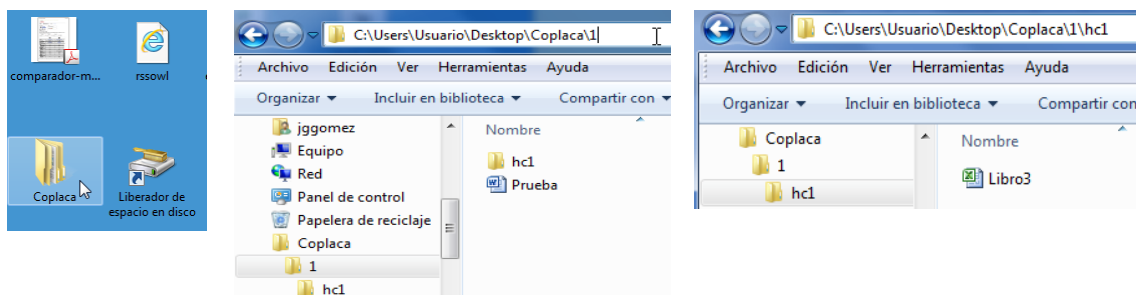 comparador-m...
rssowl
Coplaca
Liberador de
espacio en disco
C:\Users\Usuario\Desktop\Coplaca\1
Archivo Edición Ver Herramientas Ayuda
Organizar Incluir en biblioteca Compartir con
jggomez
Equipo
Red
Panel de control
Papelera de reciclaje
Coplaca
1
hc1
Nombre
hc1
Prueba
C:\Users\Usuario\Desktop\Coplaca\1\hc1
Archivo Edición Ver Herramientas Ayuda
Organizar Incluir en biblioteca Compartir con
Coplaca
1
hc1
Nombre
Libro3